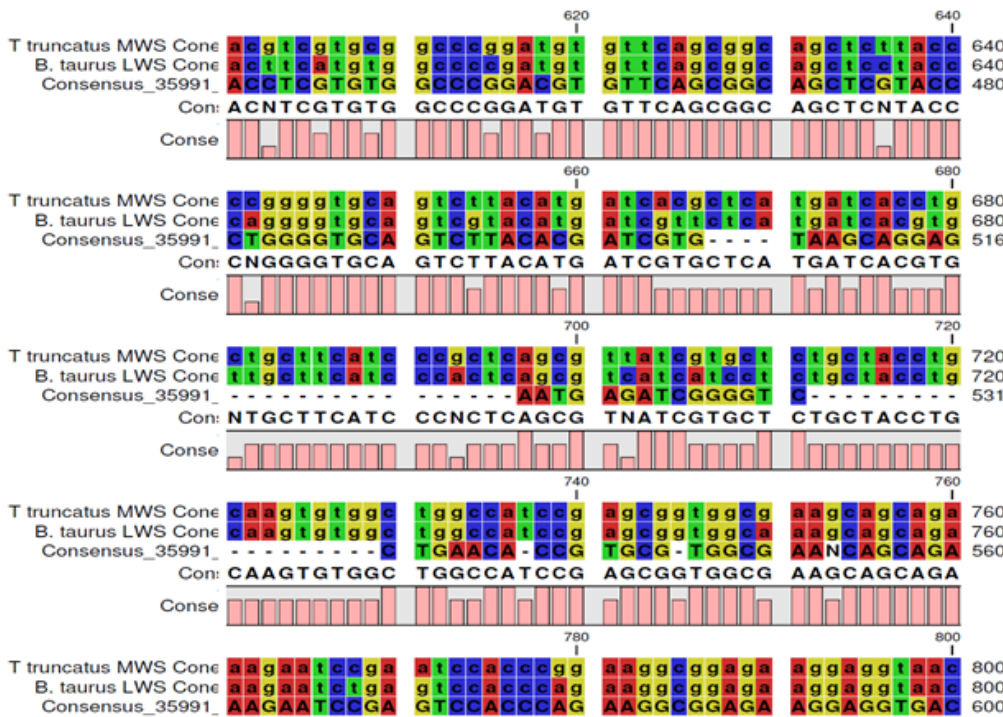 620 640
T truncatus MWS Cone acgtcgtgcg gcccggatgt gttcagcggc agctcttacc 640
B. taurus LWS Cone acttcatgtg gccccgatgt gttcagcggc agctcctacc 640
Consensus_35991_ ACCTCGTGTG GCCCGGACGT GTTCAGCGGC AGCTCGTACC 480
Con: ACNTCGTGTG GCCCGGATGT GTTCAGCGGC AGCTCNTACC
Conse
660 680
T truncatus MWS Cone ccggggtgca gtcttacatg atcacgctca tgatcacctg 680
B. taurus LWS Cone caggggtgca gtcgtacatg atcgttctca tgatcacgtg 680
Consensus_35991_ CTGGGGTGCA GTCTTACACG ATCGTG---- TAAGCAGGAG 516
Con: CNGGGGTGCA GTCTTACATG ATCGTGCTCA TGATCACGTG
Conse
700 720
T truncatus MWS Cone ctgcttcatc ccgctcagcg ttatcgtgct ctgctacctg 720
B. taurus LWS Cone ttgcttcatc ccactcagcg tcatcatcct ctgctacctg 720
Consensus_35991_ ---------- ------AATG AGATCGGGGT C--------- 531
Con: NTGCTTCATC CCNCTCAGCG TNATCGTGCT CTGCTACCTG
Conse
740 760
T truncatus MWS Cone caagtgtggc tggccatccg agcggtggcg aagcagcaga 760
B. taurus LWS Cone caagtgtggc tggccatccg agcggtggca aagcagcaga 760
Consensus_35991_ ---------C TGAACA-CCG TGCG-TGGCG AANCAGCAGA 560
Con: CAAGTGTGGC TGGCCATCCG AGCGGTGGCG AAGCAGCAGA
Conse
780 800
T truncatus MWS Cone aagaatccga atccacccgg aaggcggaga aggaggtaac 800
B. taurus LWS Cone aagaatctga gtccacccag aaggcggaga aggaggtgac 800
Consensus_35991_ AAGAATCCGA GTCCACCCAG AAGGCGGAGA AGGAGGTGAC 600